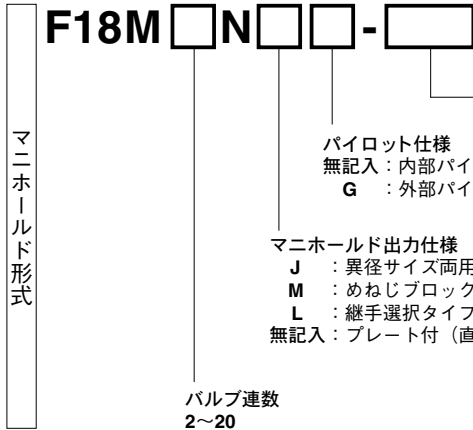 マニホールド形式
F18M□N□□-□
パイロット仕様
無記入：内部パイ
G ：外部パイ
マニホールド出力仕様
J ：異径サイズ両用
M ：めねじブロック
L ：継手選択タイプ
無記入：プレート付（直
バルブ連数
2〜20